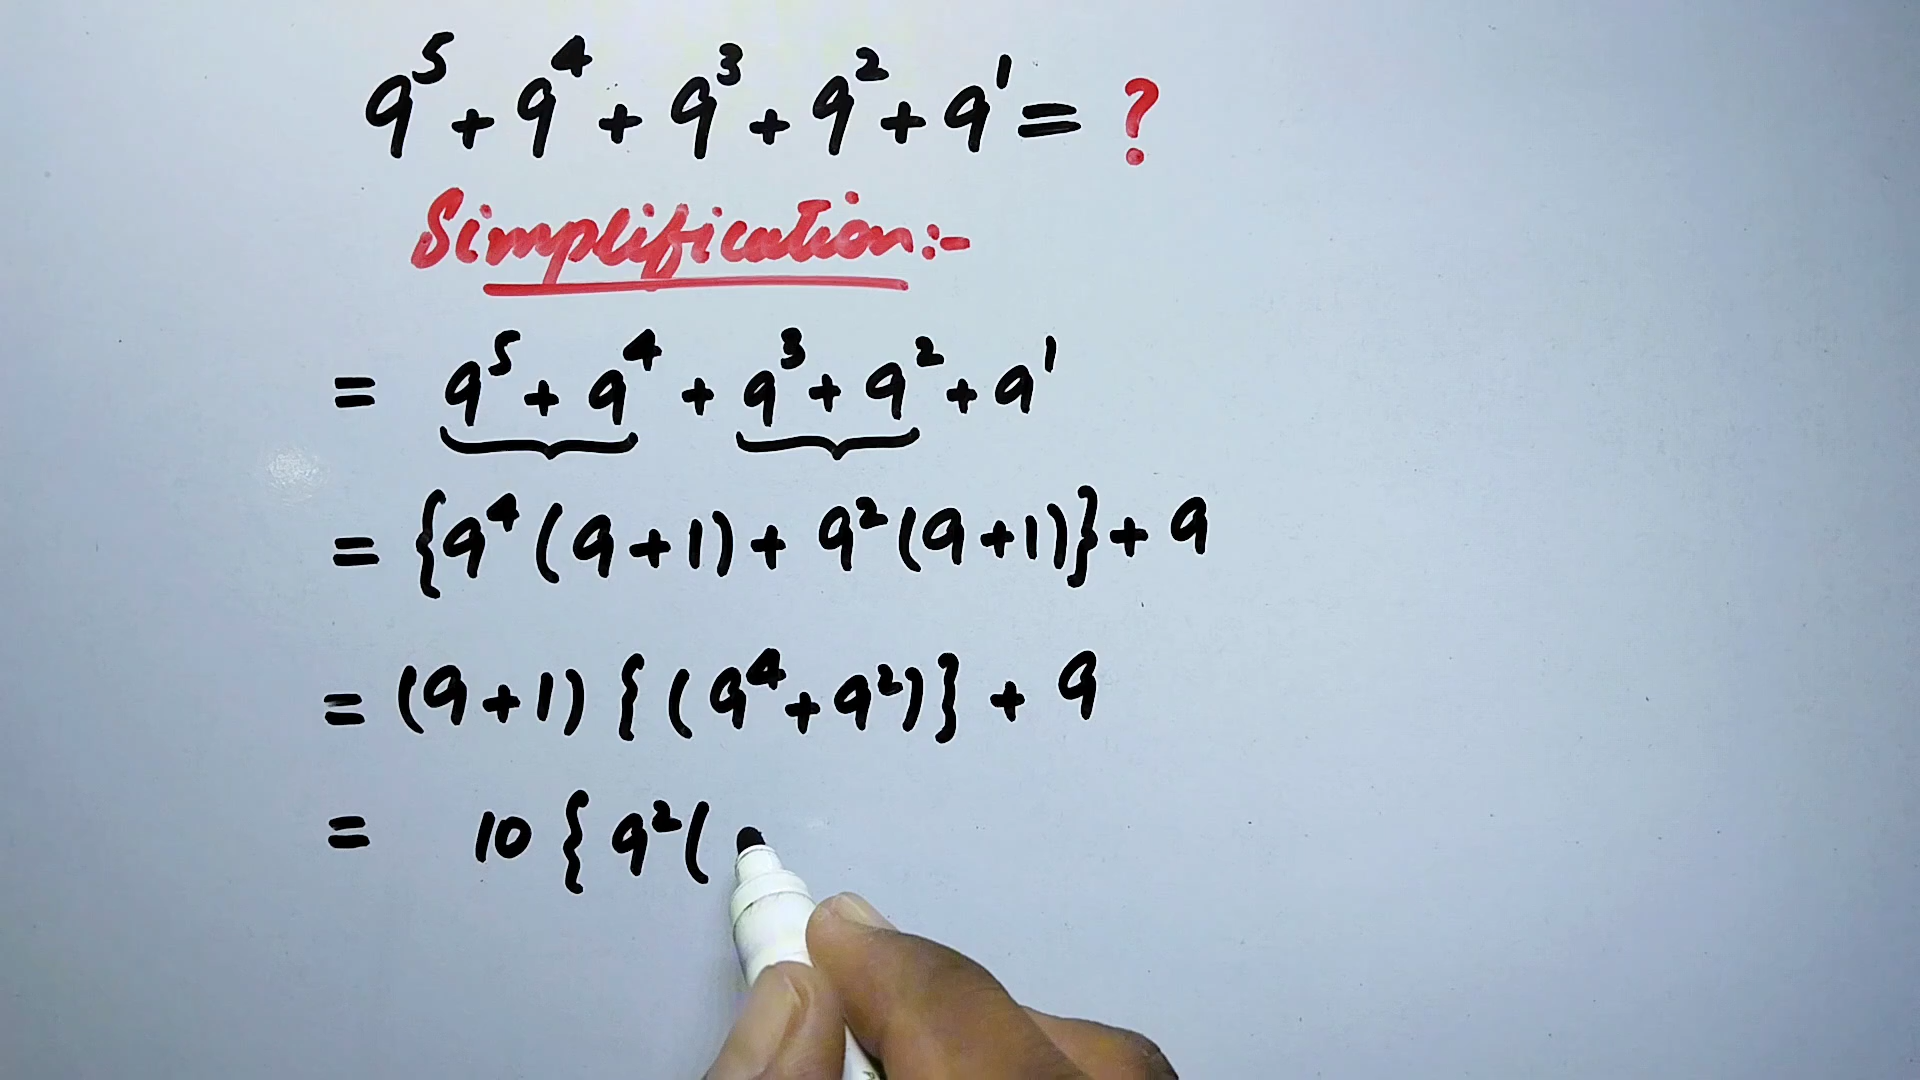 9⁵ + 9⁴ + 9³ + 9² + 9¹ = ?
Simplification:-
= 9⁵ + 9⁴ + 9³ + 9² + 9¹
= {9⁴(9+1) + 9²(9+1)} + 9
= (9+1) {(9⁴ + 9²)} + 9
= 10 { 9² (